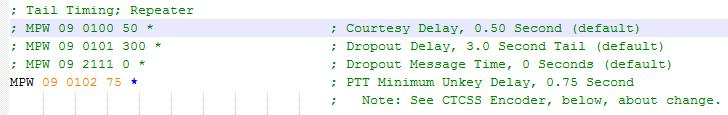 ; Tail Timing; Repeater
; MPW 09 0100 50 * ; Courtesy Delay, 0.50 Second (default)
; MPW 09 0101 300 * ; Dropout Delay, 3.0 Second Tail (default)
; MPW 09 2111 0 * ; Dropout Message Time, 0 Seconds (default)
MPW 09 0102 75 * ; PTT Minimum Unkey Delay, 0.75 Second
; Note: See CTCSS Encoder, below, about change.